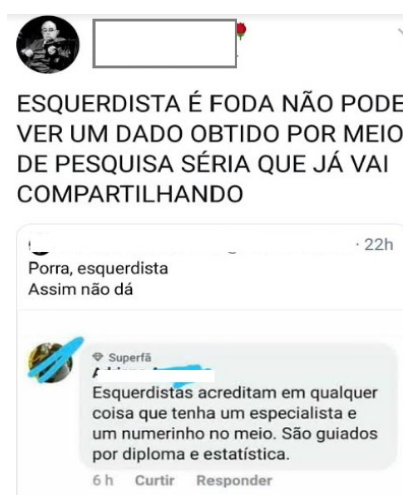 ESQUERDISTA É FODA NÃO PODE
VER UM DADO OBTIDO POR MEIO
DE PESQUISA SÉRIA QUE JÁ VAI
COMPARTILHANDO
· 22h
Porra, esquerdista
Assim não dá
Superfã
Esquerdistas acreditam em qualquer
coisa que tenha um especialista e
um numerinho no meio. São guiados
por diploma e estatística.
6 h Curtir Responder